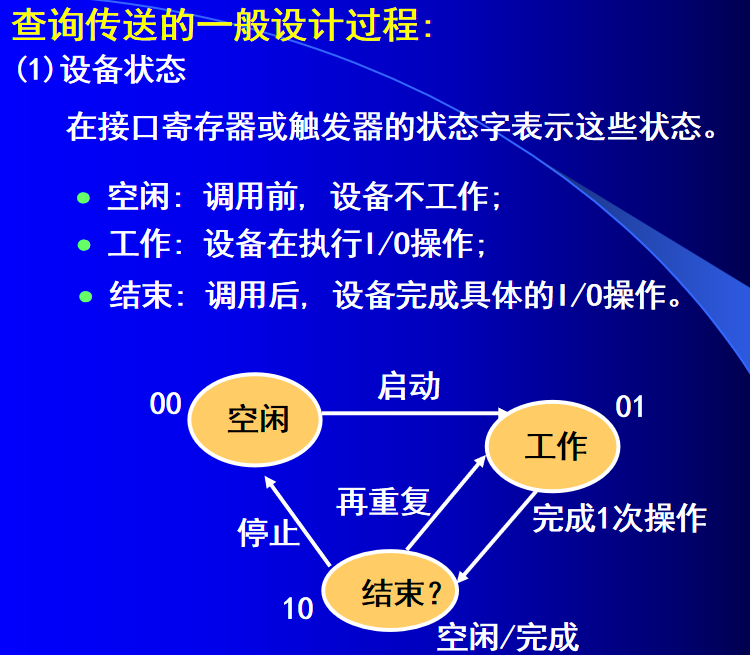 查询传送的一般设计过程:
(1)设备状态
在接口寄存器或触发器的状态字表示这些状态。
● 空闲: 调用前, 设备不工作;
● 工作: 设备在执行I/O操作;
● 结束: 调用后, 设备完成具体的I/O操作。
启动
00
空闲
01
工作
再重复
完成1次操作
停止
结束?
10
空闲/完成